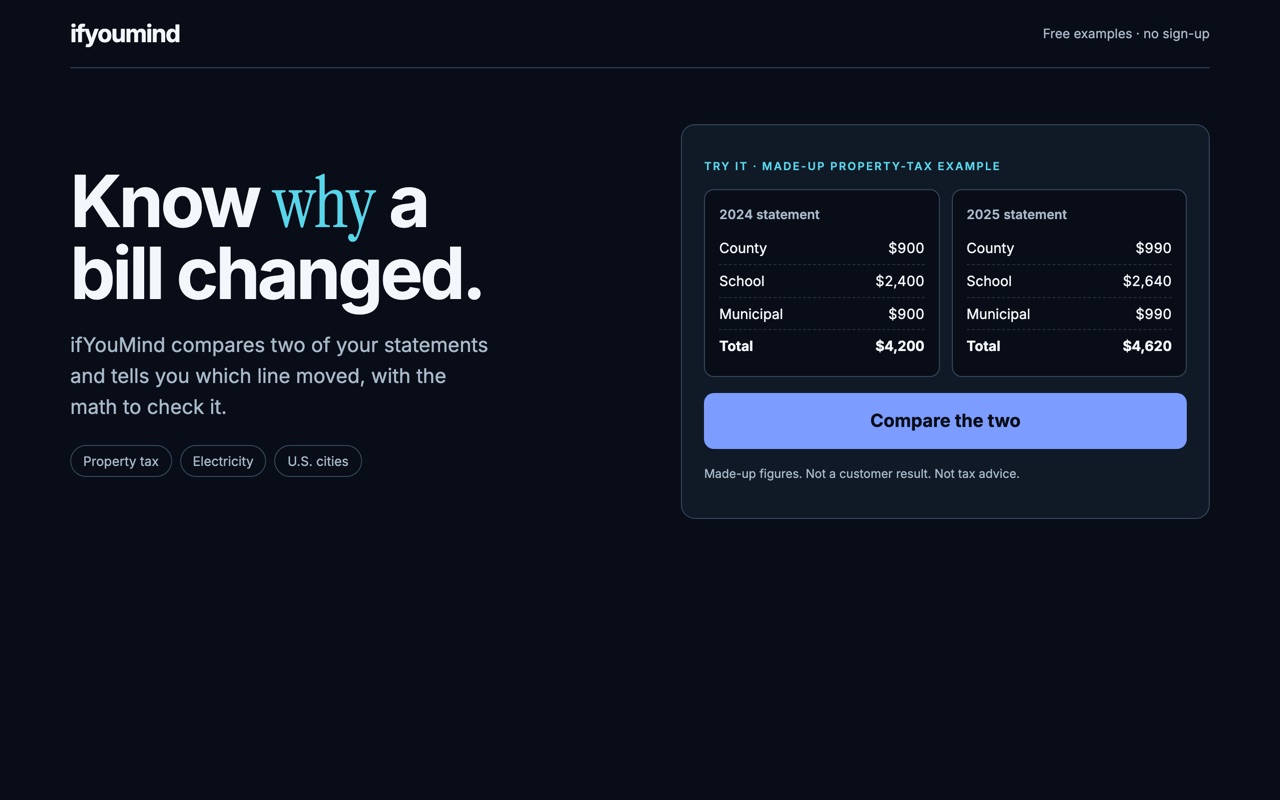 ifyoumind
Free examples · no sign-up
Know why a
bill changed.
ifYouMind compares two of your statements
and tells you which line moved, with the
math to check it.
Property tax
Electricity
U.S. cities
TRY IT · MADE-UP PROPERTY-TAX EXAMPLE
2024 statement
County $900
School $2,400
Municipal $900
Total $4,200
2025 statement
County $990
School $2,640
Municipal $990
Total $4,620
Compare the two
Made-up figures. Not a customer result. Not tax advice.